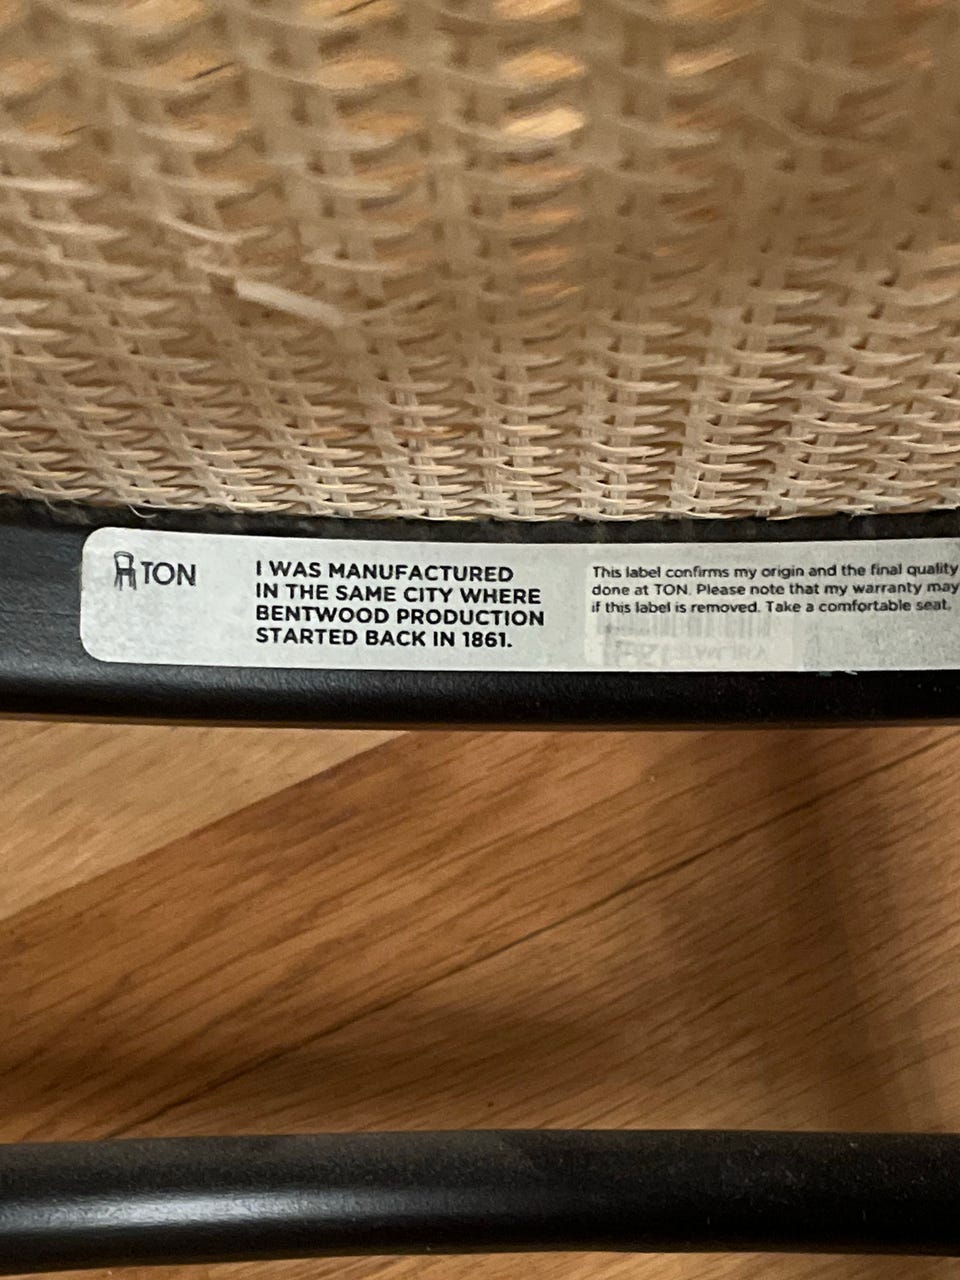 TON
I WAS MANUFACTURED
IN THE SAME CITY WHERE
BENTWOOD PRODUCTION
STARTED BACK IN 1861.
This label confirms my origin and the final quality
done at TON. Please note that my warranty may
if this label is removed. Take a comfortable seat.